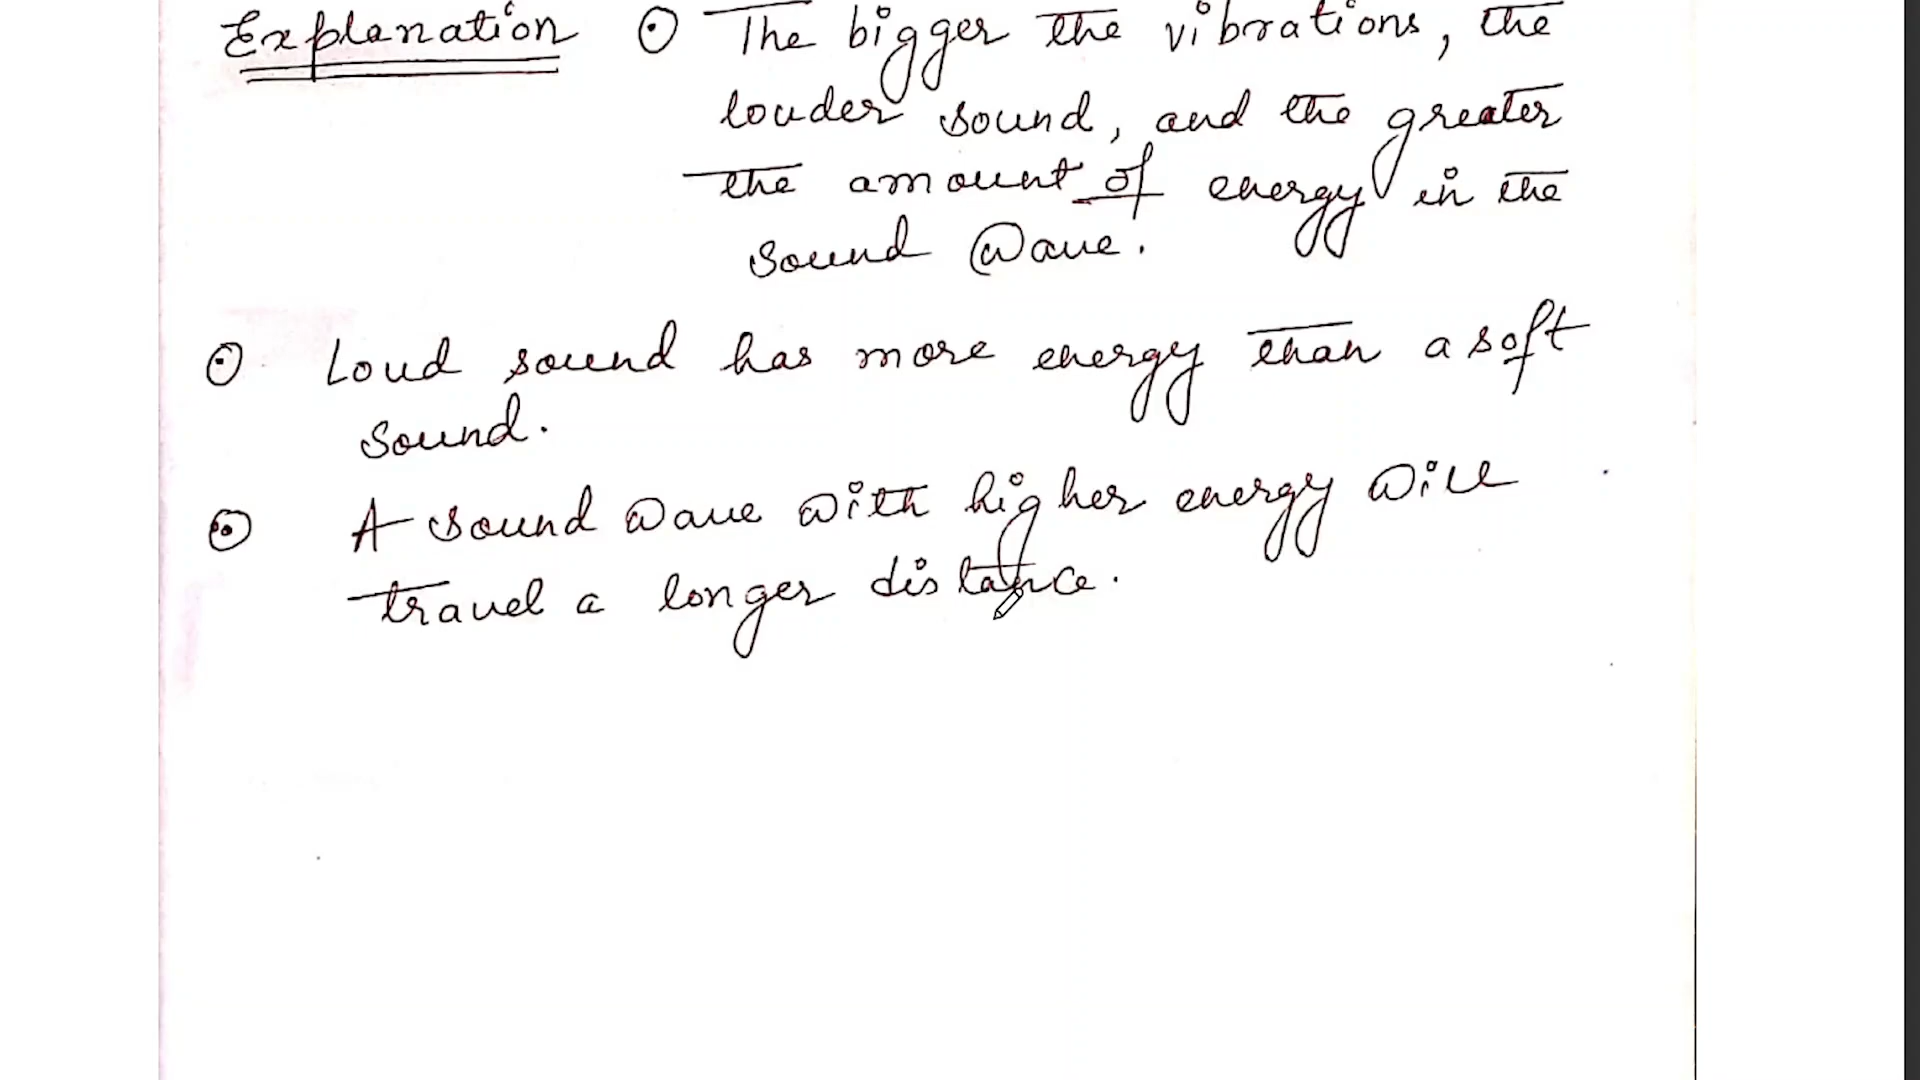 Explanation ⊙ The bigger the vibrations, the
louder sound, and the greater
the amount of energy in the
sound wave.
⊙ Loud sound has more energy than a soft
sound.
⊙ A sound wave with higher energy will
travel a longer distance.